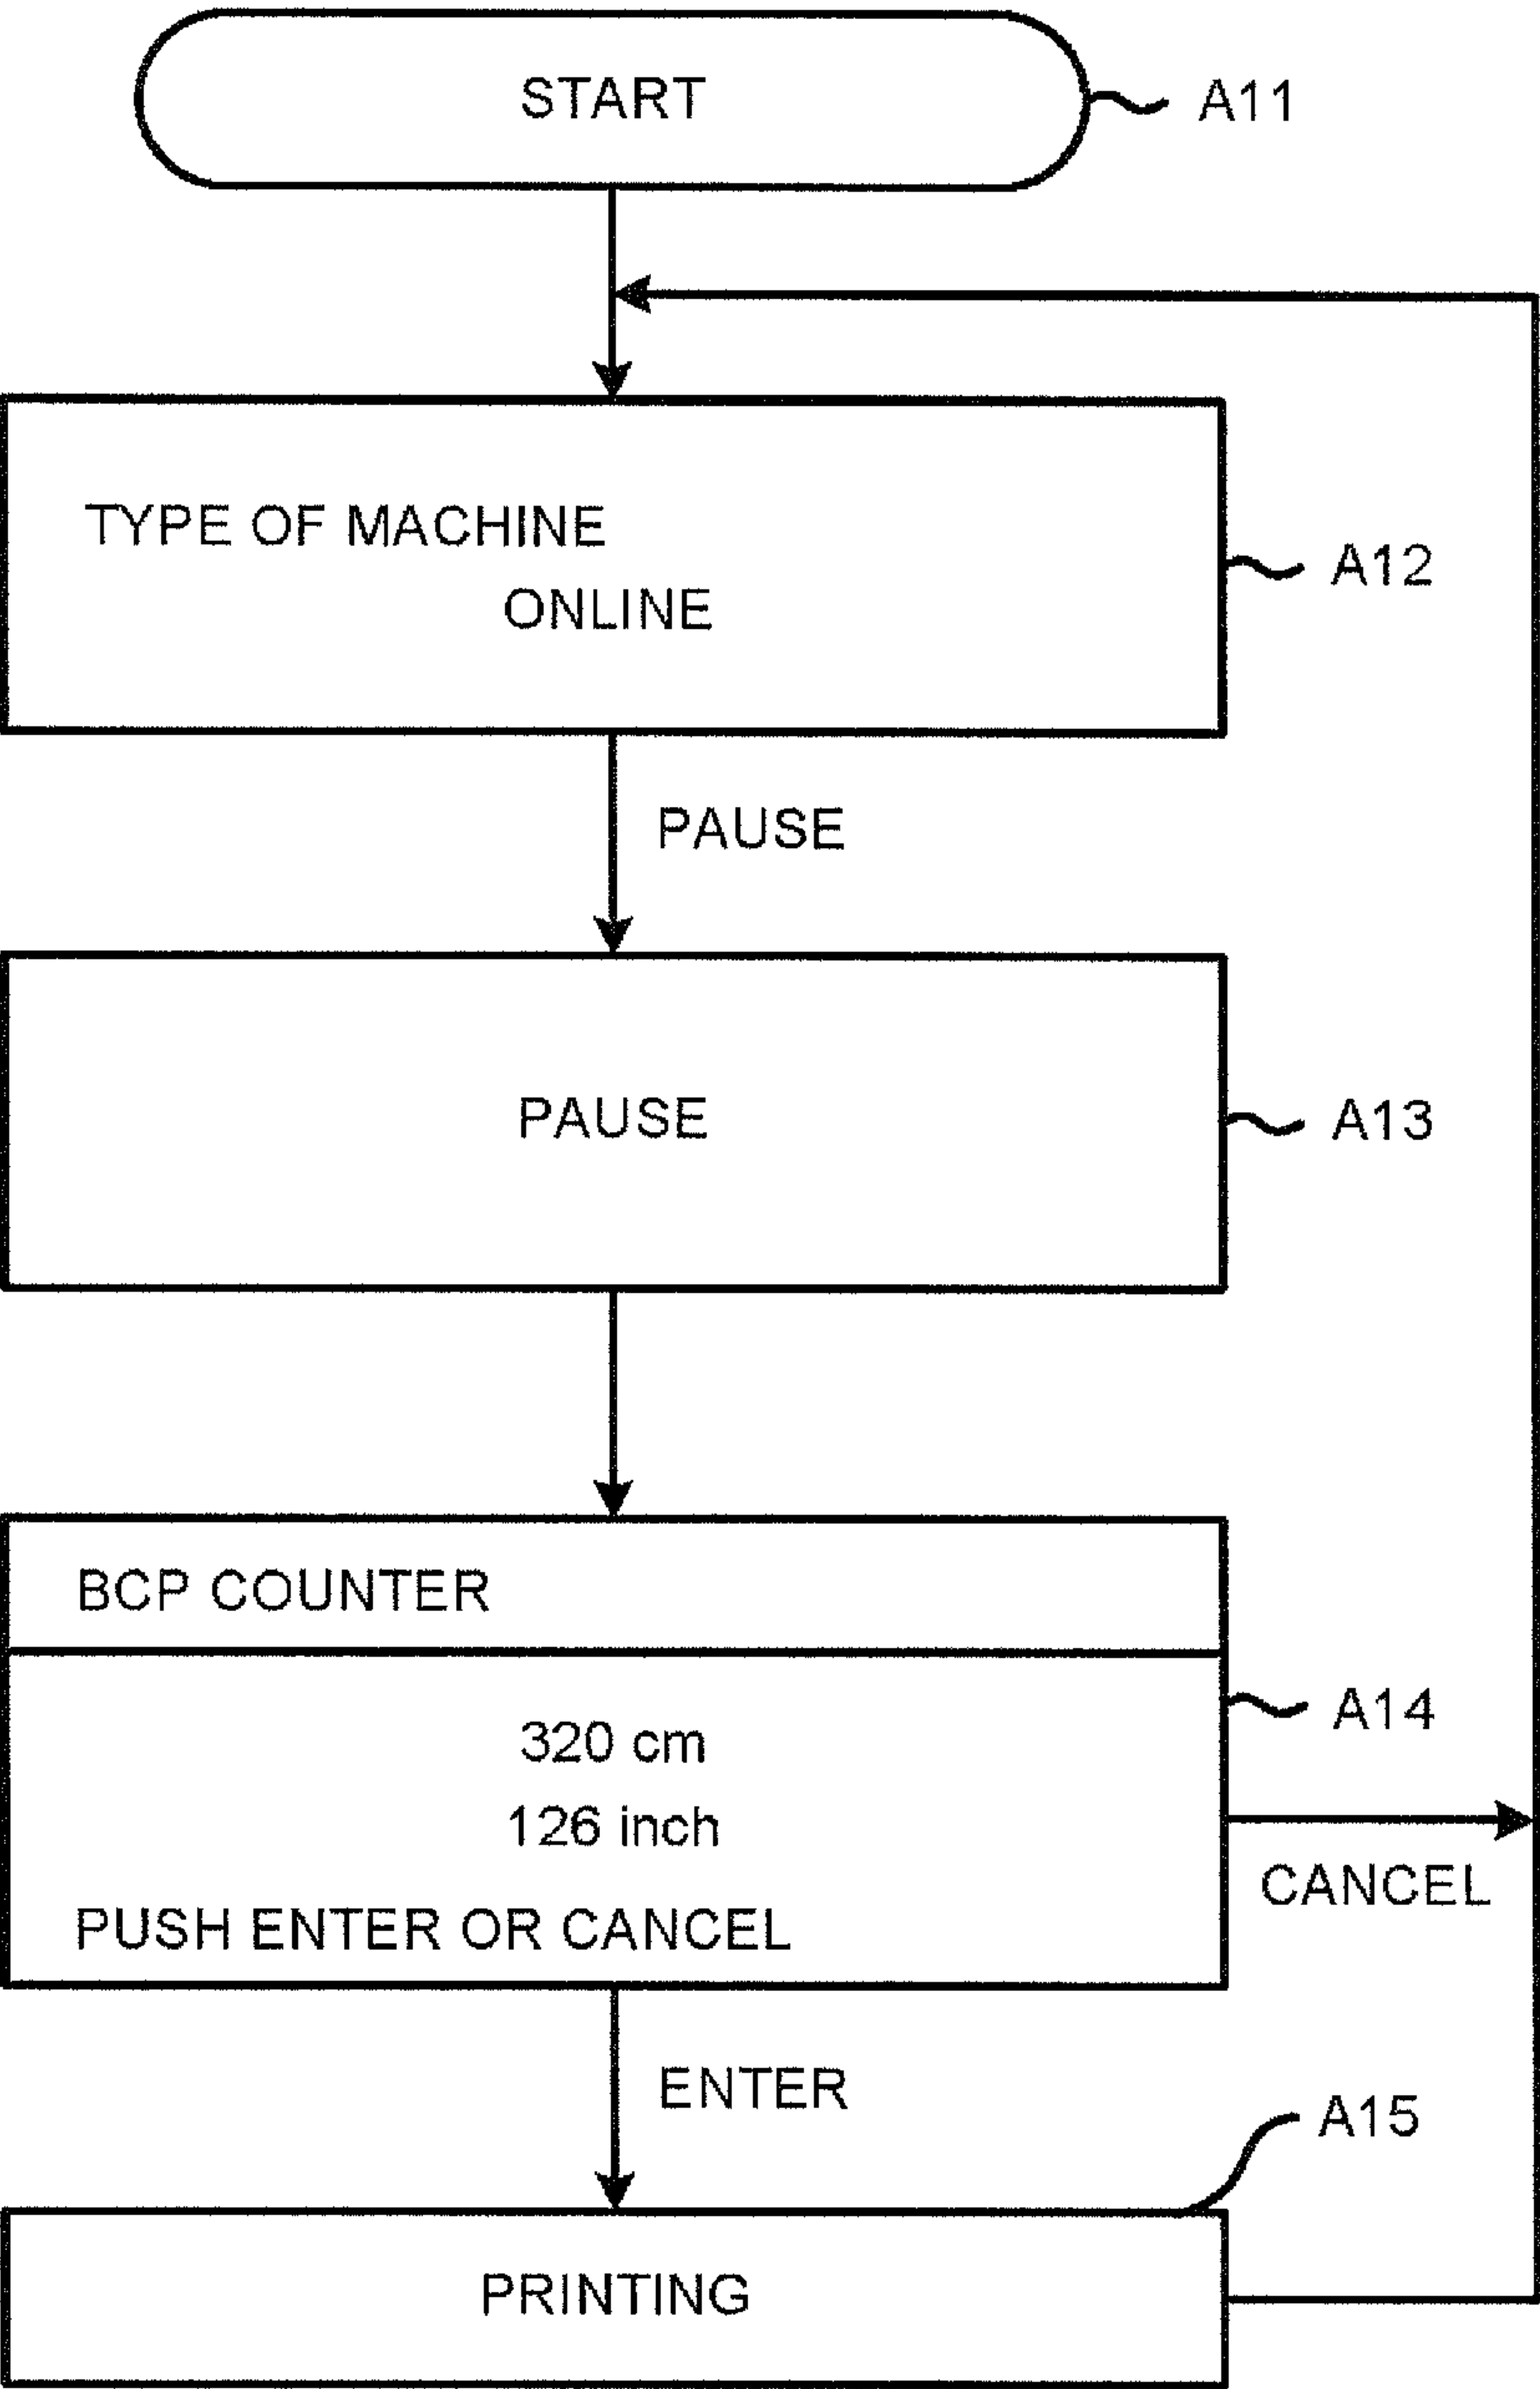 START
A11
TYPE OF MACHINE
ONLINE
A12
PAUSE
PAUSE
A13
BCP COUNTER
A14
320 cm
126 inch
CANCEL
PUSH ENTER OR CANCEL
ENTER
A15
PRINTING